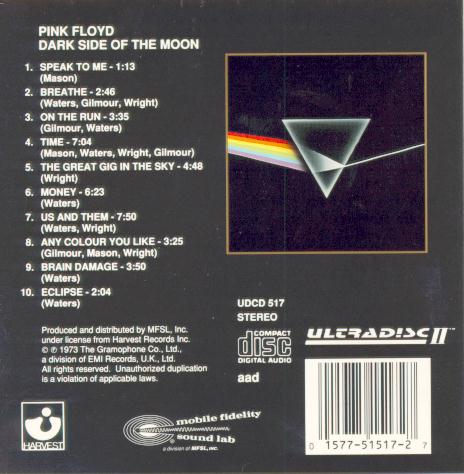 PINK FLOYD
DARK SIDE OF THE MOON
1. SPEAK TO ME - 1:13
(Mason)
2. BREATHE - 2:46
(Waters, Gilmour, Wright)
3. ON THE RUN - 3:35
(Gilmour, Waters)
4. TIME - 7:04
(Mason, Waters, Wright, Gilmour)
5. THE GREAT GIG IN THE SKY - 4:48
(Wright)
6. MONEY - 6:23
(Waters)
7. US AND THEM - 7:50
(Waters, Wright)
8. ANY COLOUR YOU LIKE - 3:25
(Gilmour, Mason, Wright)
9. BRAIN DAMAGE - 3:50
(Waters)
10. ECLIPSE - 2:04
(Waters)
Produced and distributed by MFSL, Inc.
under license from Harvest Records Inc.
© ℗ 1973 The Gramophone Co., Ltd.,
a division of EMI Records, U.K., Ltd.
All rights reserved. Unauthorized duplication
is a violation of applicable laws.
UDCD 517
STEREO
COMPACT
disc
DIGITAL AUDIO
aad
ULTRADISC II™
HARVEST
mobile fidelity
sound lab
a division of MFSL, inc.
0 1577-51517-2 7